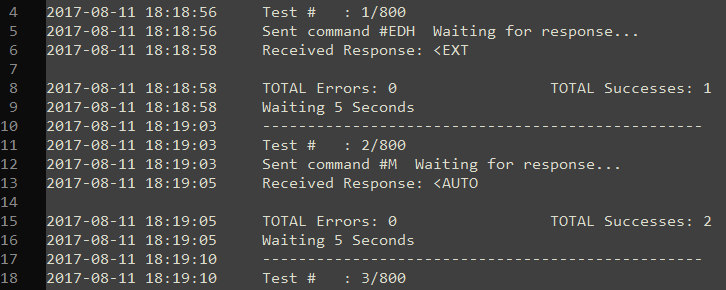 4 2017-08-11 18:18:56 Test # : 1/800
5 2017-08-11 18:18:56 Sent command #EDH Waiting for response...
6 2017-08-11 18:18:58 Received Response: <EXT
7
8 2017-08-11 18:18:58 TOTAL Errors: 0 TOTAL Successes: 1
9 2017-08-11 18:18:58 Waiting 5 Seconds
10 2017-08-11 18:19:03 -------------------------------------------------
11 2017-08-11 18:19:03 Test # : 2/800
12 2017-08-11 18:19:03 Sent command #M Waiting for response...
13 2017-08-11 18:19:05 Received Response: <AUTO
14
15 2017-08-11 18:19:05 TOTAL Errors: 0 TOTAL Successes: 2
16 2017-08-11 18:19:05 Waiting 5 Seconds
17 2017-08-11 18:19:10 -------------------------------------------------
18 2017-08-11 18:19:10 Test # : 3/800